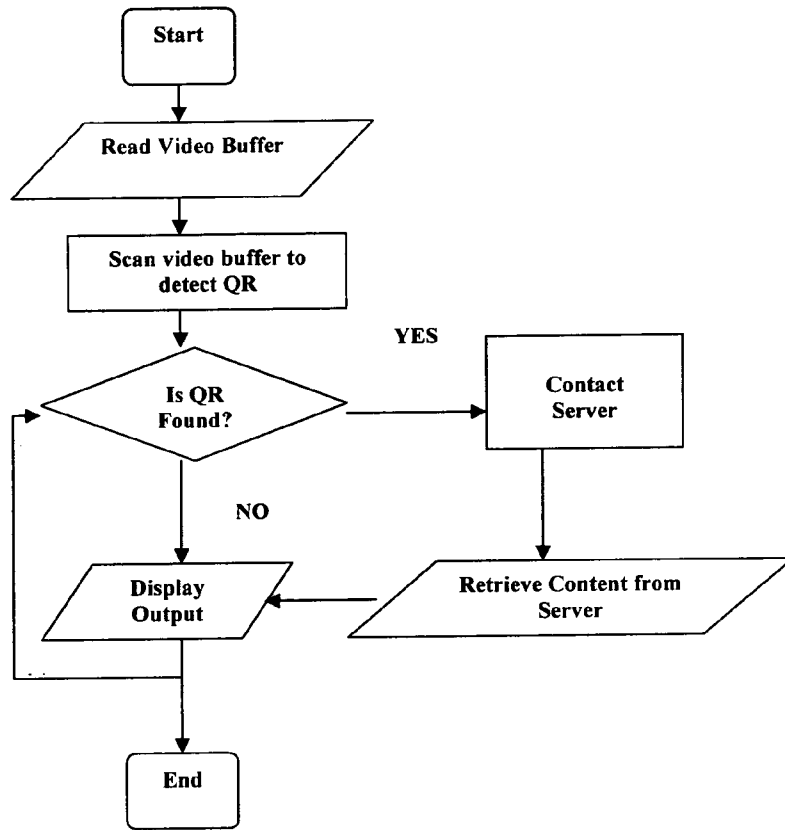 Start
Read Video Buffer
Scan video buffer to
detect QR
YES
Is QR
Found?
Contact
Server
NO
Display
Output
Retrieve Content from
Server
End